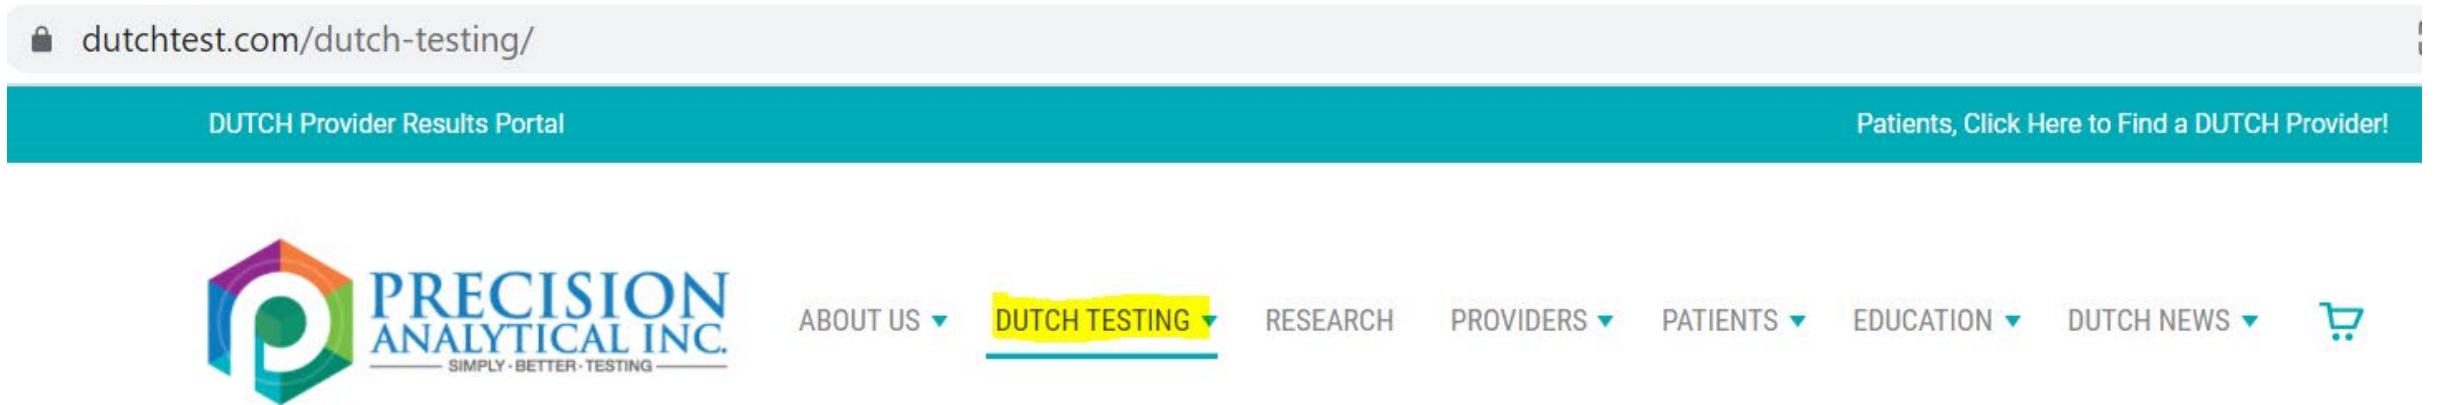 dutchtest.com/dutch-testing/
DUTCH Provider Results Portal
Patients, Click Here to Find a DUTCH Provider!
PRECISION
ANALYTICAL INC.
SIMPLY - BETTER - TESTING
ABOUT US
DUTCH TESTING
RESEARCH
PROVIDERS
PATIENTS
EDUCATION
DUTCH NEWS